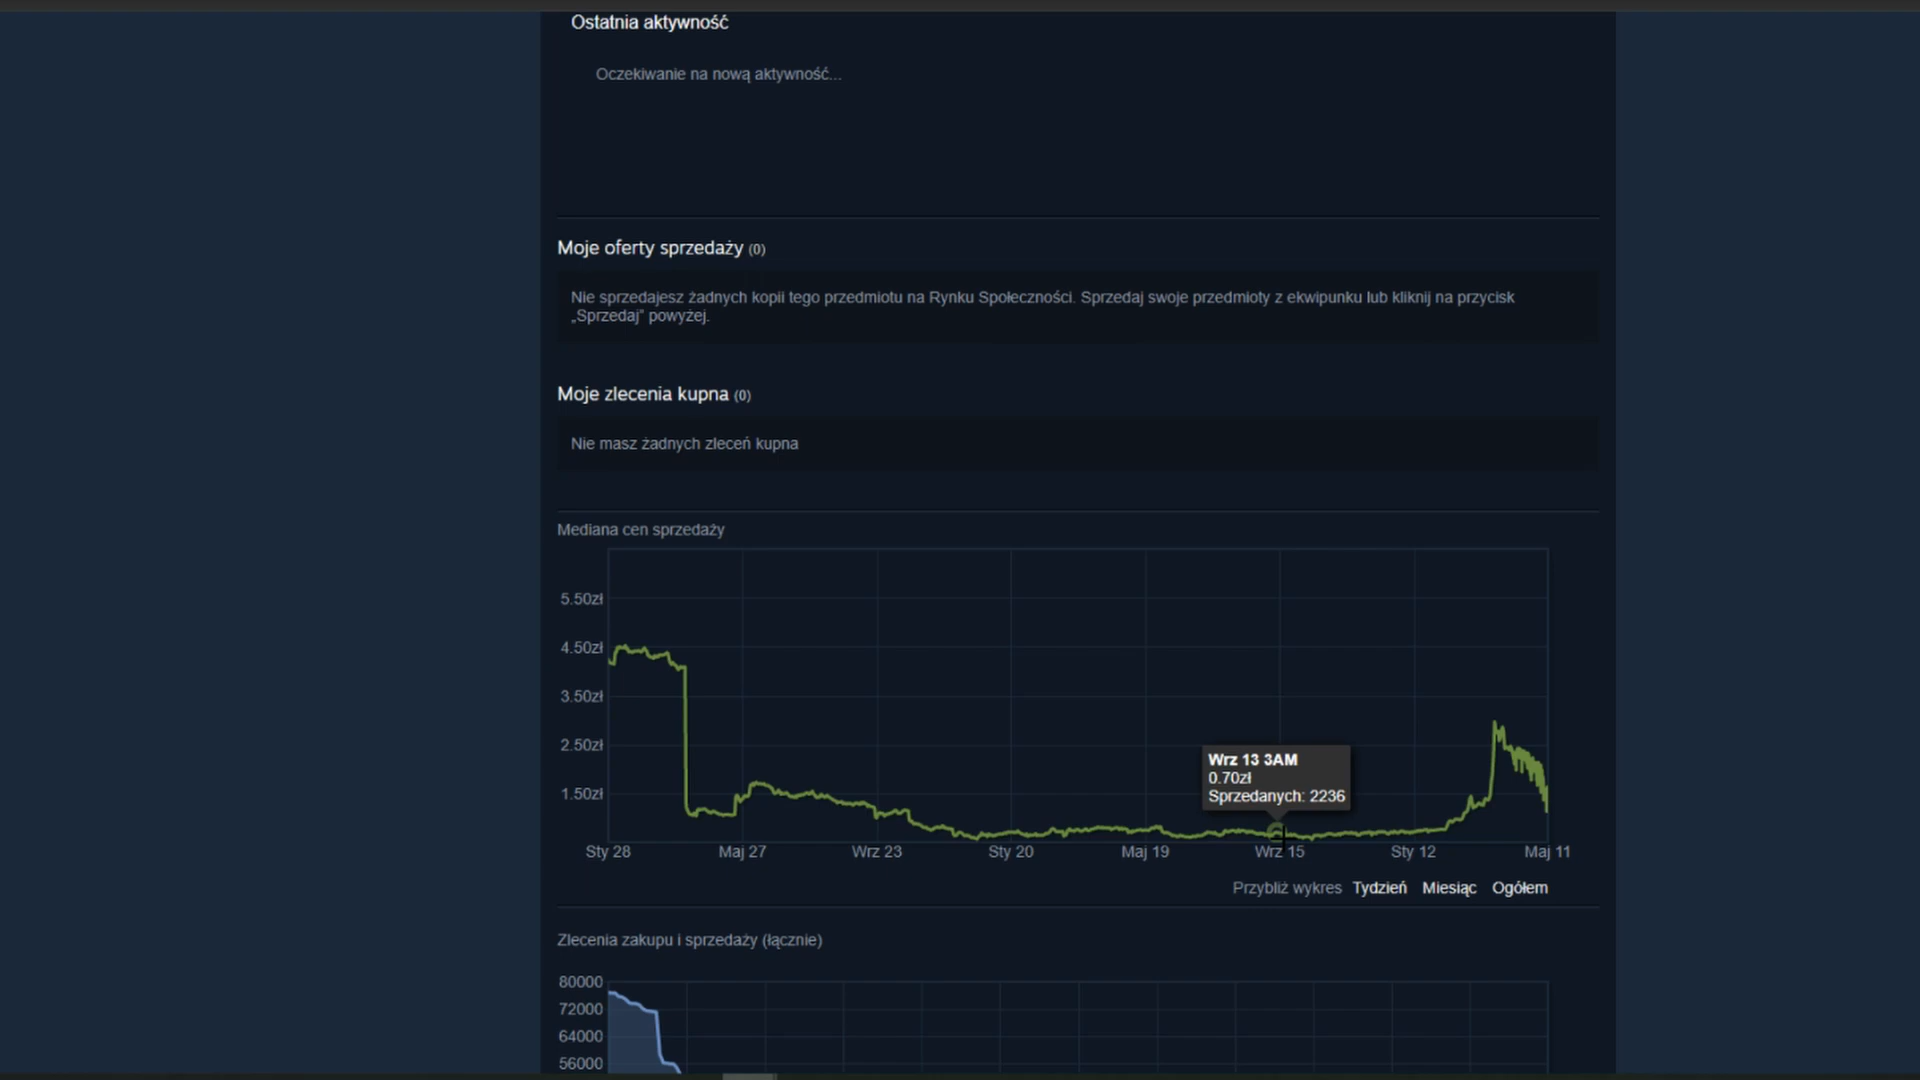 Ostatnia aktywność
Oczekiwanie na nową aktywność...
Moje oferty sprzedaży (0)
Nie sprzedajesz żadnych kopii tego przedmiotu na Rynku Społeczności. Sprzedaj swoje przedmioty z ekwipunku lub kliknij na przycisk
„Sprzedaj” powyżej.
Moje zlecenia kupna (0)
Nie masz żadnych zleceń kupna
Mediana cen sprzedaży
5.50zł
4.50zł
3.50zł
2.50zł
1.50zł
Wrz 13 3AM
0.70zł
Sprzedanych: 2236
Sty 28 Maj 27 Wrz 23 Sty 20 Maj 19 Wrz 15 Sty 12 Maj 11
Przybliż wykres Tydzień Miesiąc Ogółem
Zlecenia zakupu i sprzedaży (łącznie)
80000
72000
64000
56000